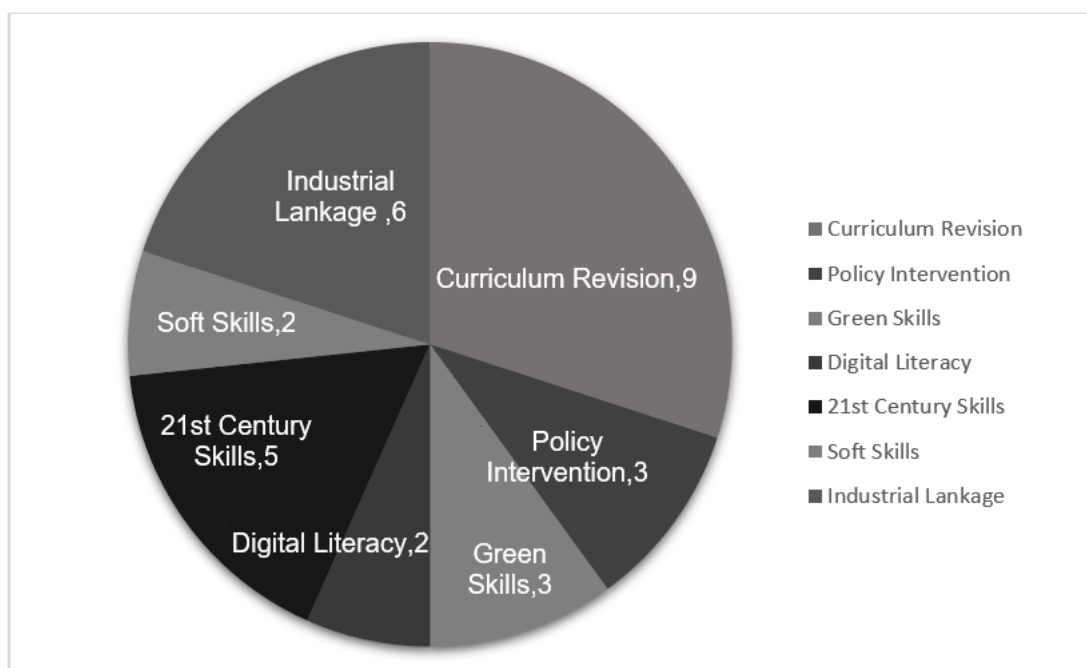 Industrial
Lankage ,6
Curriculum Revision,9
Soft Skills,2
21st Century
Skills,5
Policy
Intervention,3
Digital Literacy,2
Green
Skills,3
Curriculum Revision
Policy Intervention
Green Skills
Digital Literacy
21st Century Skills
Soft Skills
Industrial Lankage